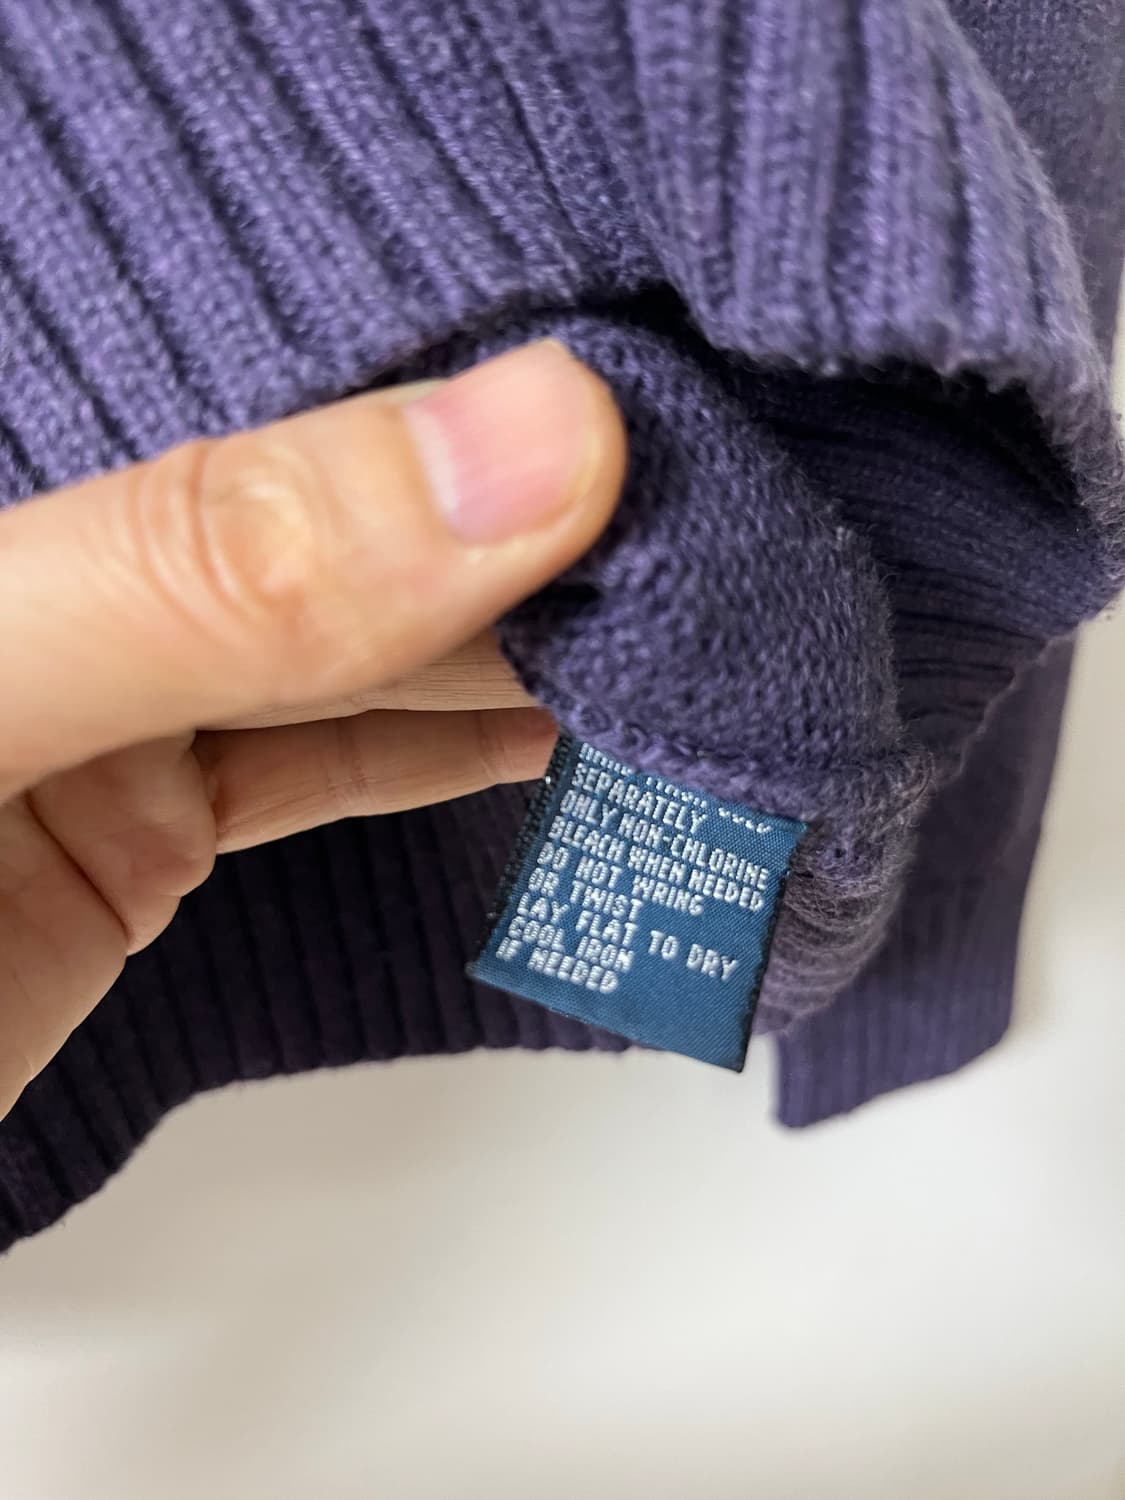 SEPARATELY
ONLY NON-CHLORINE
BLEACH WHEN NEEDED
DO NOT WRING
OR TWIST
LAY FLAT TO DRY
COOL IRON
IF NEEDED